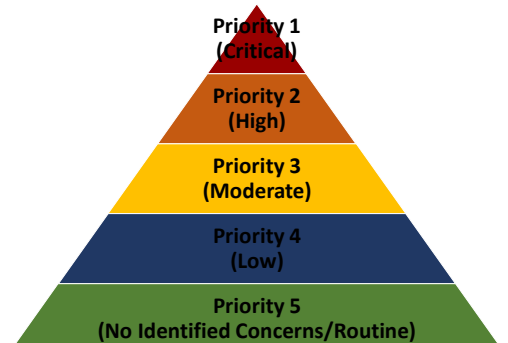 Priority 1
(Critical)
Priority 2
(High)
Priority 3
(Moderate)
Priority 4
(Low)
Priority 5
(No Identified Concerns/Routine)